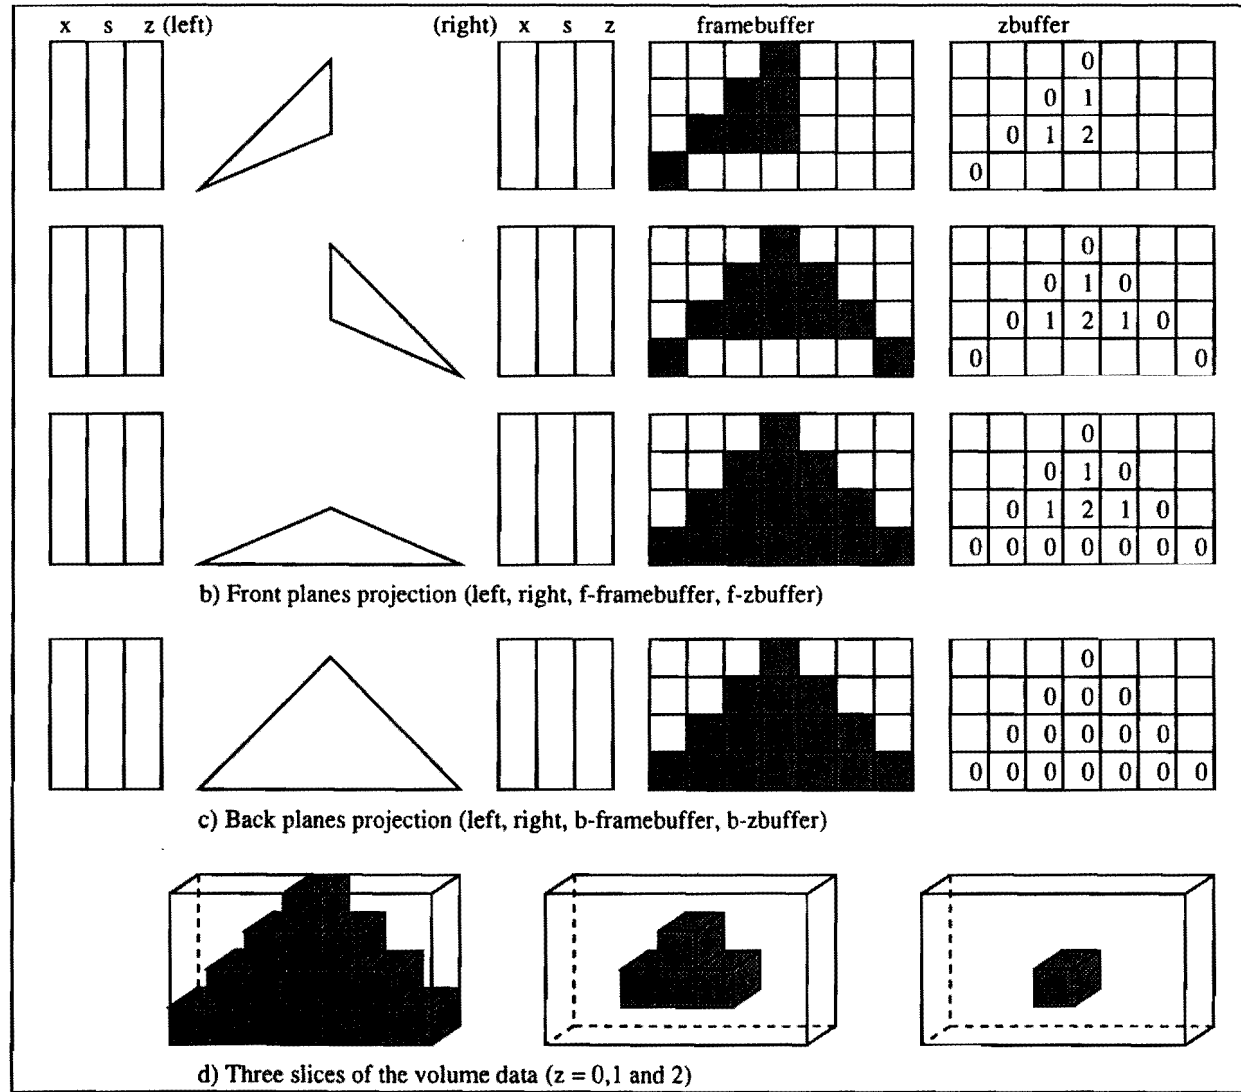 x s z (left) (right) x s z framebuffer zbuffer
0
0 1
0 1 2
0
0
0 1 0
0 1 2 1 0
0 0
0
0 1 0
0 1 2 1 0
0 0 0 0 0 0 0
b) Front planes projection (left, right, f-framebuffer, f-zbuffer)
0
0 0 0
0 0 0 0 0
0 0 0 0 0 0 0
c) Back planes projection (left, right, b-framebuffer, b-zbuffer)
d) Three slices of the volume data (z = 0,1 and 2)